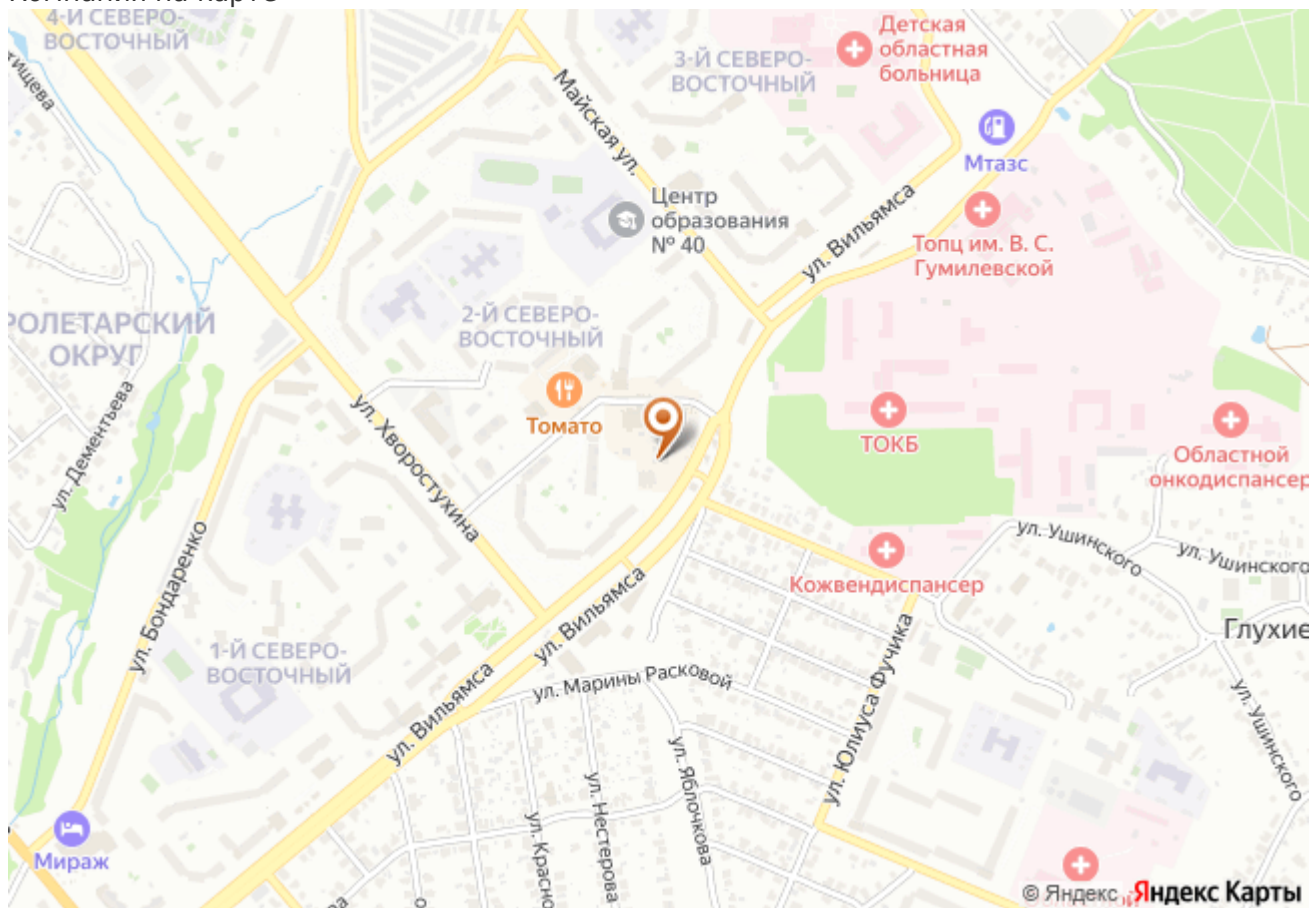 4-Й СЕВЕРО-
ВОСТОЧНЫЙ
Детская
областная
больница
3-Й СЕВЕРО-
ВОСТОЧНЫЙ
Майская ул.
Мтазс
Центр
образования
№ 40
ул. Вильямса
Топц им. В. С.
Гумилевской
2-Й СЕВЕРО-
ВОСТОЧНЫЙ
РОЛЕТАРСКИЙ
ОКРУГ
ул. Дементьева
ул. Хворостухина
Томато
ТОКБ
Областной
онкодиспансер
ул. Бондаренко
ул. Ушинского
ул. Ушинского
Кожвендиспансер
ул. Вильямса
Глухие
1-Й СЕВЕРО-
ВОСТОЧНЫЙ
ул. Марины Расковой
ул. Вильямса
ул. Юлиуса Фучика
ул. Ушинского
ул. Яблочкова
ул. Нестерова
ул. Красно
Мираж
© Яндекс Яндекс Карты